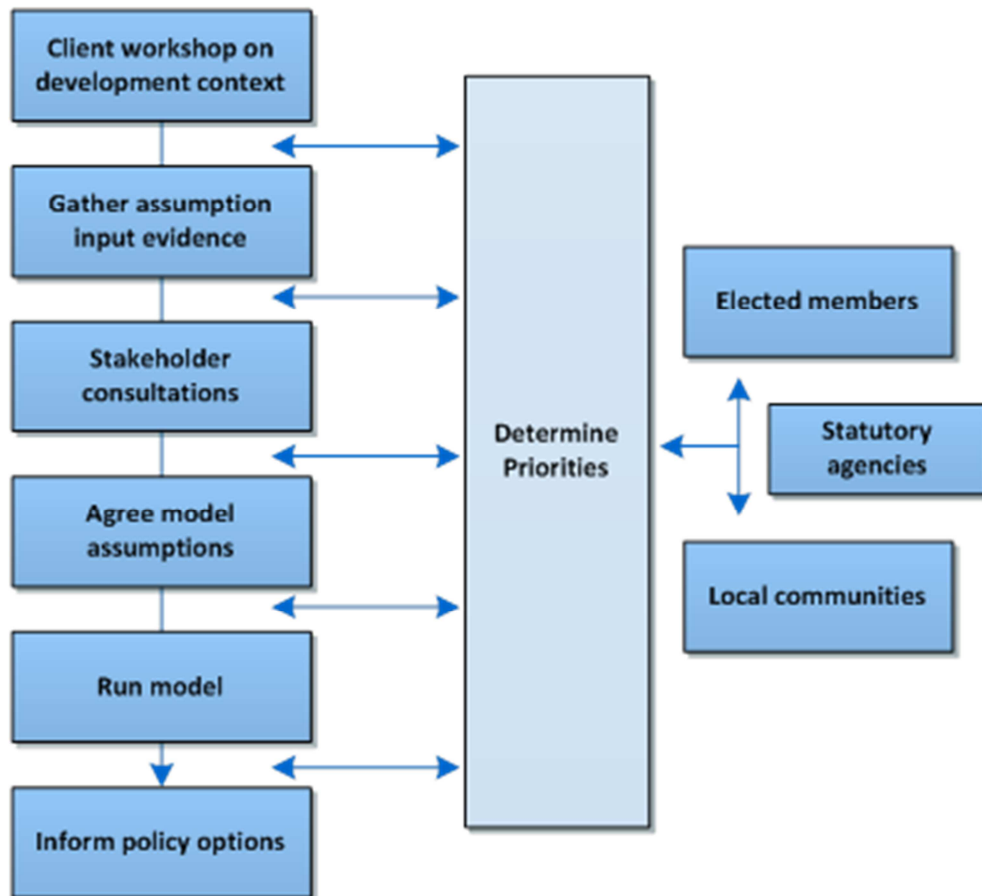 Client workshop on
development context
Gather assumption
input evidence
Stakeholder
consultations
Agree model
assumptions
Run model
Inform policy options
Determine
Priorities
Elected members
Statutory
agencies
Local communities